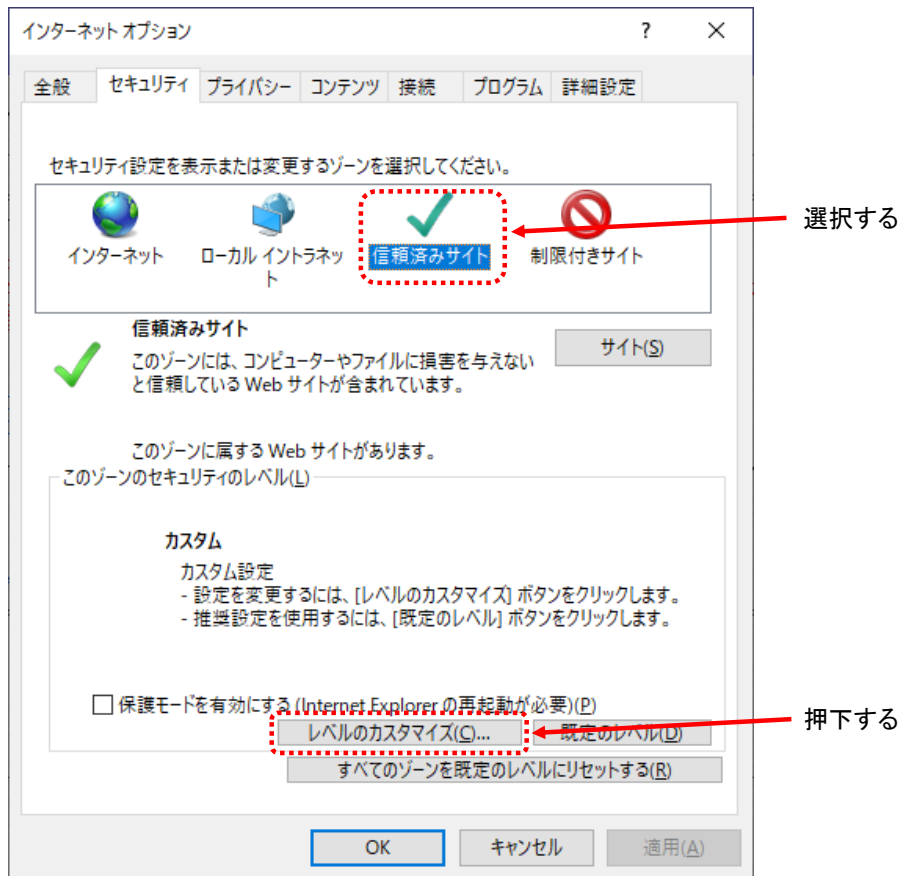 インターネット オプション ? ×
全般 セキュリティ プライバシー コンテンツ 接続 プログラム 詳細設定
セキュリティ設定を表示または変更するゾーンを選択してください。
選択する
インターネット ローカル イントラネッ 信頼済みサイト 制限付きサイト
ト
信頼済みサイト
サイト(S)
このゾーンには、コンピューターやファイルに損害を与えない
と信頼している Web サイトが含まれています。
このゾーンに属する Web サイトがあります。
このゾーンのセキュリティのレベル(L)
カスタム
カスタム設定
- 設定を変更するには、[レベルのカスタマイズ] ボタンをクリックします。
- 推奨設定を使用するには、[既定のレベル] ボタンをクリックします。
保護モードを有効にする (Internet Explorer の再起動が必要)(P)
レベルのカスタマイズ(C)... 既定のレベル(D)
押下する
すべてのゾーンを既定のレベルにリセットする(R)
OK キャンセル 適用(A)